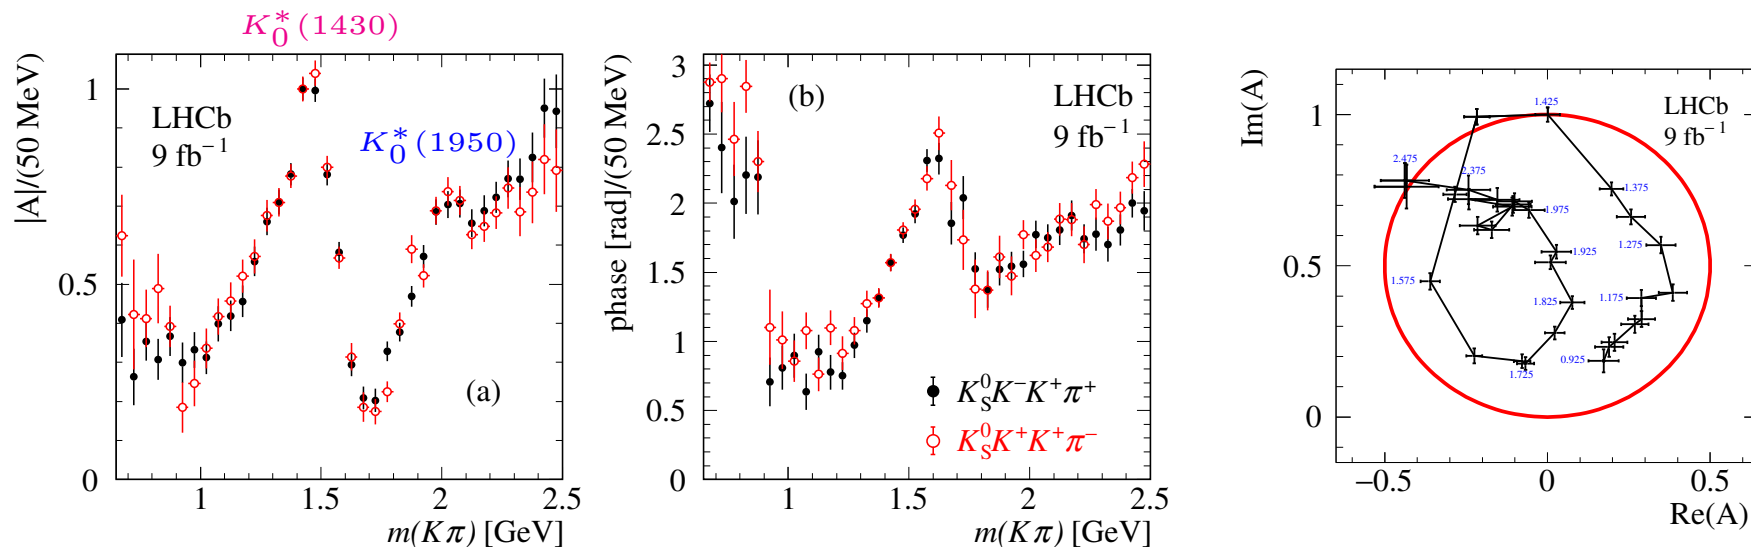 K*0(1430)
LHCb
9 fb−1
K*0(1950)
(a)
|A|/(50 MeV)
1
0.5
0
1 1.5 2 2.5
m(Kπ) [GeV]
(b)
LHCb
9 fb−1
phase [rad]/(50 MeV)
3
2.5
2
1.5
1
0.5
0
K0S K−K+π+
K0S K+K+π−
1 1.5 2 2.5
m(Kπ) [GeV]
LHCb
9 fb−1
Im(A)
1
0.5
0
1.425
2.475
2.375
1.375
1.975
1.925
1.275
1.575
1.175
1.825
0.925
1.725
−0.5 0 0.5
Re(A)